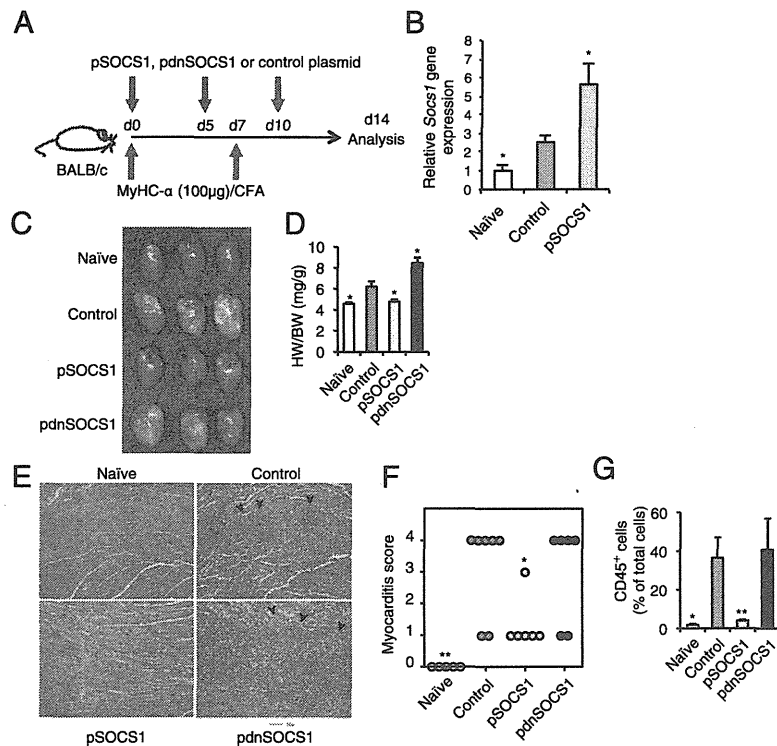 A
pSOCS1, pdnSOCS1 or control plasmid
d0 d5 d7 d10
d14
Analysis
BALB/c
MyHC-α (100μg)/CFA
B
Relative Socs1 gene
expression
8
7
6
5
4
3
2
1
0
*
*
Naïve
Control
pSOCS1
C
Naïve
Control
pSOCS1
pdnSOCS1
D
HW/BW (mg/g)
10
8
6
4
2
0
*
*
*
Naïve
Control
pSOCS1
pdnSOCS1
E
Naïve
Control
pSOCS1
pdnSOCS1
F
Myocarditis score
4
3
2
1
0
**
*
Naïve
Control
pSOCS1
pdnSOCS1
G
CD45+ cells
(% of total cells)
60
40
20
0
*
**
Naïve
Control
pSOCS1
pdnSOCS1